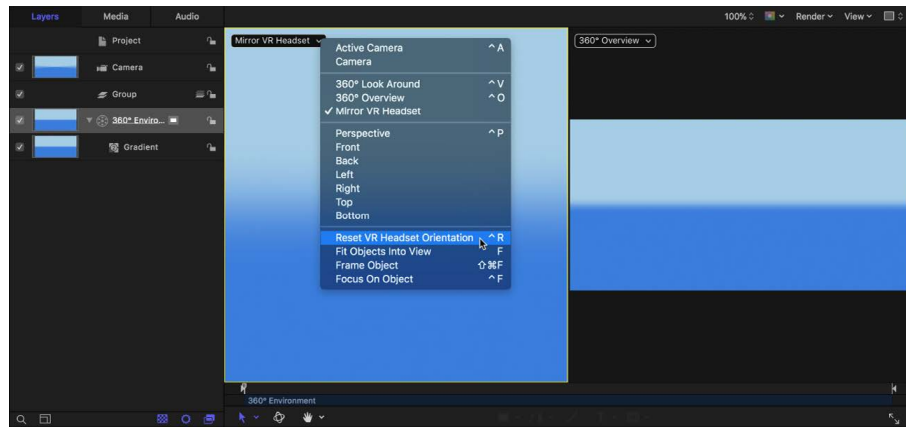 Layers Media Audio 100% Render View
Project
Camera
Group
360° Enviro...
Gradient
Mirror VR Headset
360° Overview
Active Camera ^A
Camera
360° Look Around ^V
360° Overview ^O
✓ Mirror VR Headset
Perspective ^P
Front
Back
Left
Right
Top
Bottom
Reset VR Headset Orientation ^R
Fit Objects Into View F
Frame Object ⇧⌘F
Focus On Object ^F
360° Environment